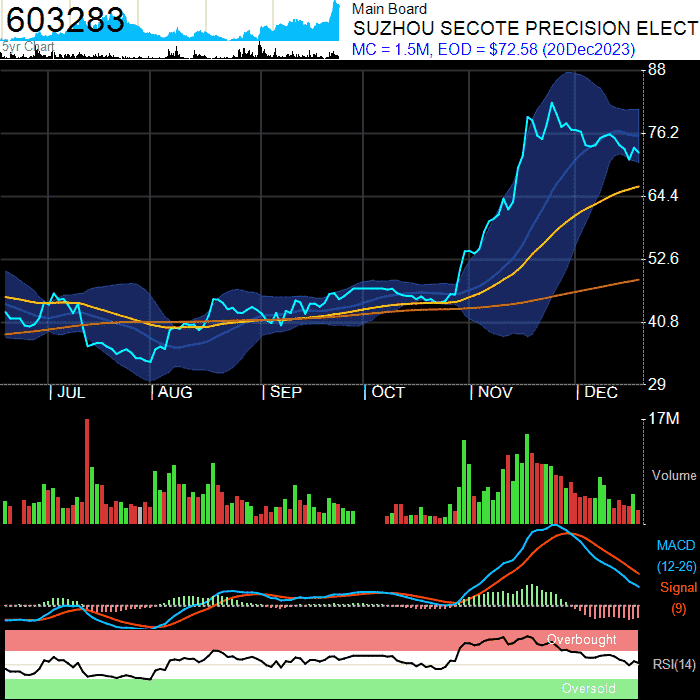 603283
5yr Chart
Main Board
SUZHOU SECOTE PRECISION ELECT
MC = 1.5M, EOD = $72.58 (20Dec2023)
88
76.2
64.4
52.6
40.8
29
JUL
AUG
SEP
OCT
NOV
DEC
17M
Volume
MACD
(12-26)
Signal
(9)
Overbought
RSI(14)
Oversold